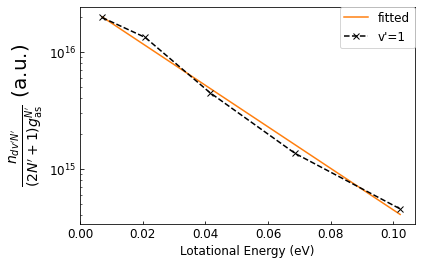 fitted
v'=1
10^16
10^15
n_{dv'N'} / (2N' + 1)g_{as}^{N'} (a.u.)
0.00 0.02 0.04 0.06 0.08 0.10
Lotational Energy (eV)